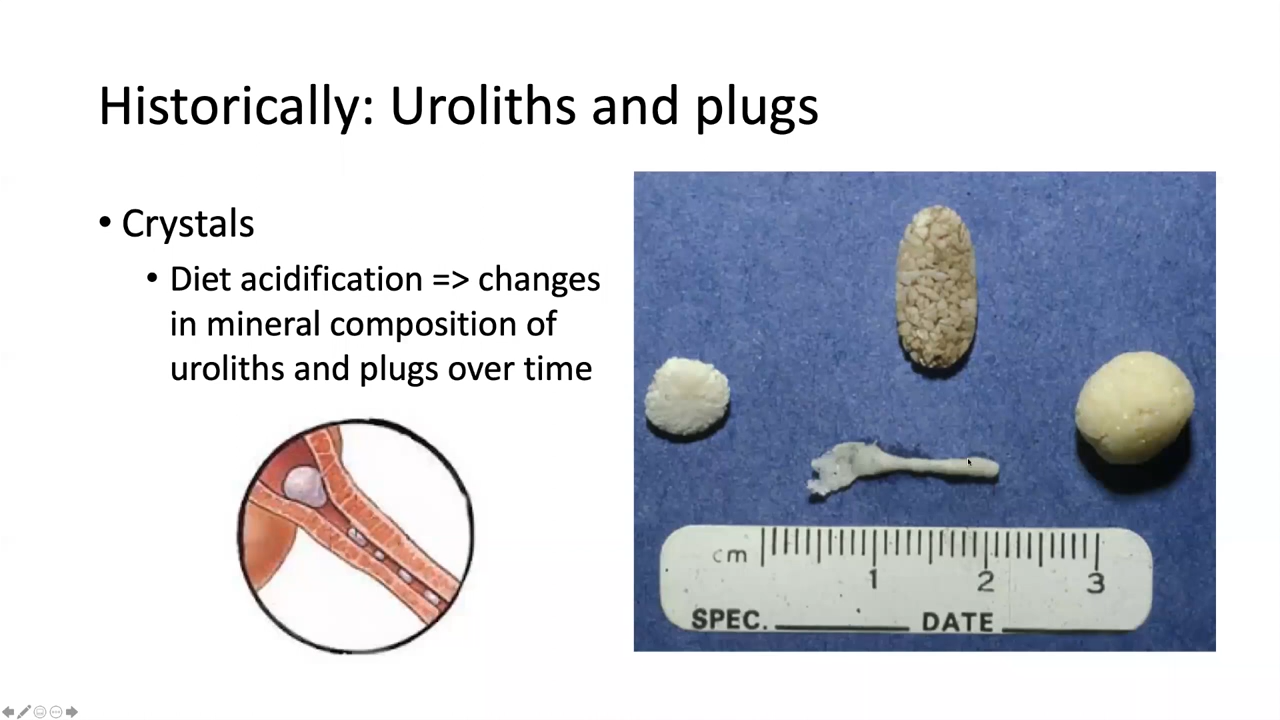 Historically: Uroliths and plugs
• Crystals
• Diet acidification => changes
in mineral composition of
uroliths and plugs over time
cm
1 2 3
SPEC. DATE